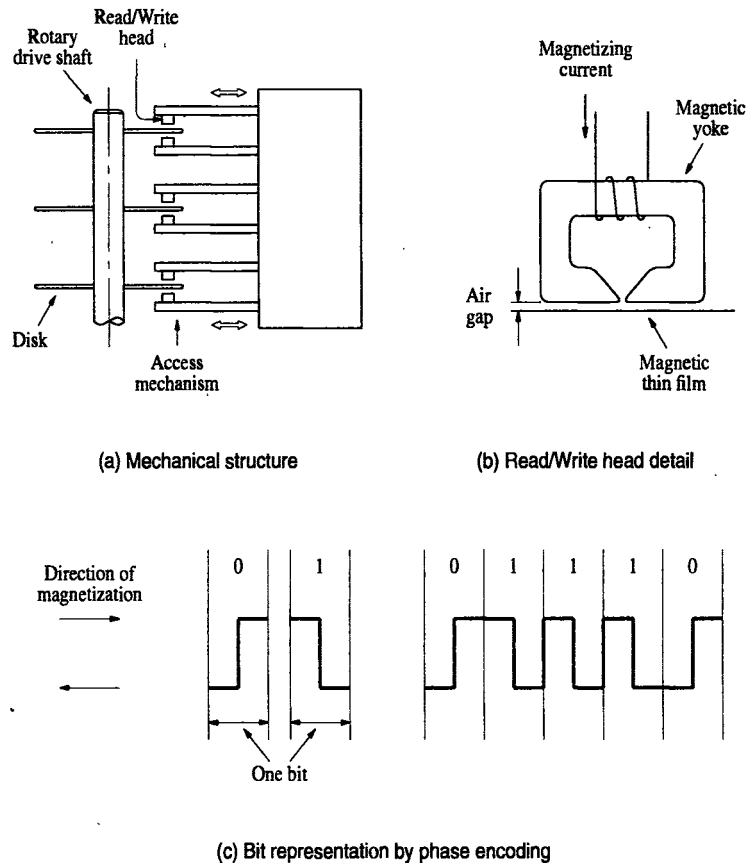 Read/Write
head
Rotary
drive shaft
Disk
Access
mechanism
Magnetizing
current
Magnetic
yoke
Air
gap
Magnetic
thin film
(a) Mechanical structure
(b) Read/Write head detail
Direction of
magnetization
0 1
0 1 1 1 0
One bit
(c) Bit representation by phase encoding